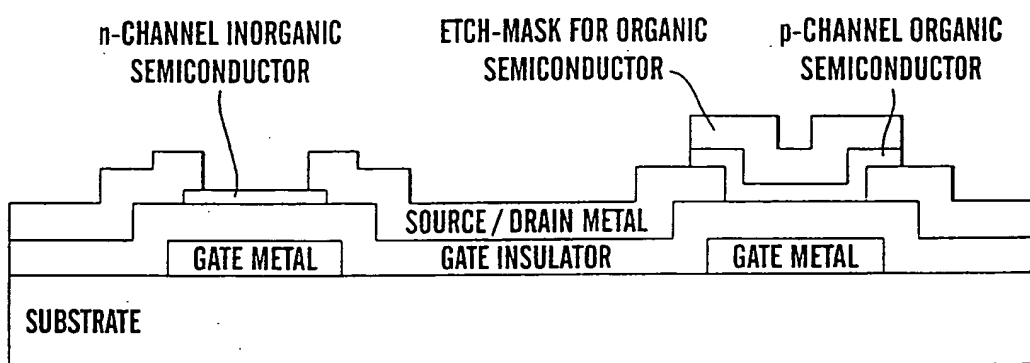 n-CHANNEL INORGANIC
SEMICONDUCTOR
ETCH-MASK FOR ORGANIC
SEMICONDUCTOR
p-CHANNEL ORGANIC
SEMICONDUCTOR
SOURCE / DRAIN METAL
GATE METAL
GATE INSULATOR
GATE METAL
SUBSTRATE